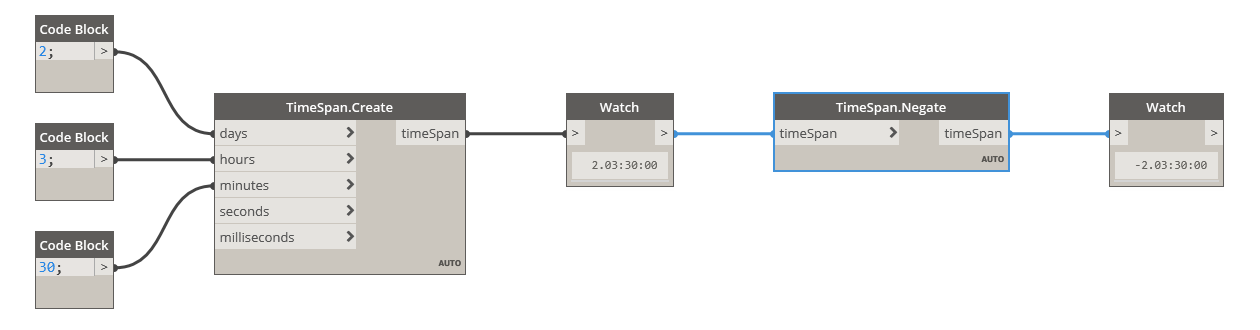 Code Block
2; >
Code Block
3; >
Code Block
30; >
TimeSpan.Create
days > timeSpan
hours >
minutes >
seconds >
milliseconds >
AUTO
Watch
> >
2.03:30:00
TimeSpan.Negate
timeSpan > timeSpan
AUTO
Watch
> >
-2.03:30:00